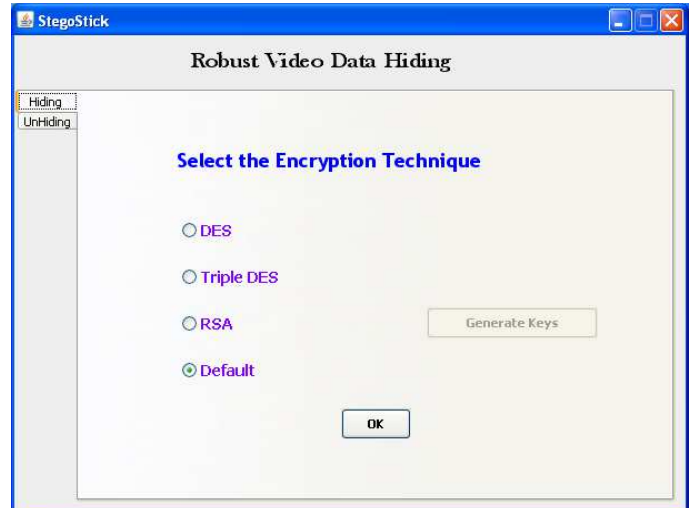 StegoStick
Robust Video Data Hiding
Hiding
UnHiding
Select the Encryption Technique
DES
Triple DES
RSA
Generate Keys
Default
OK